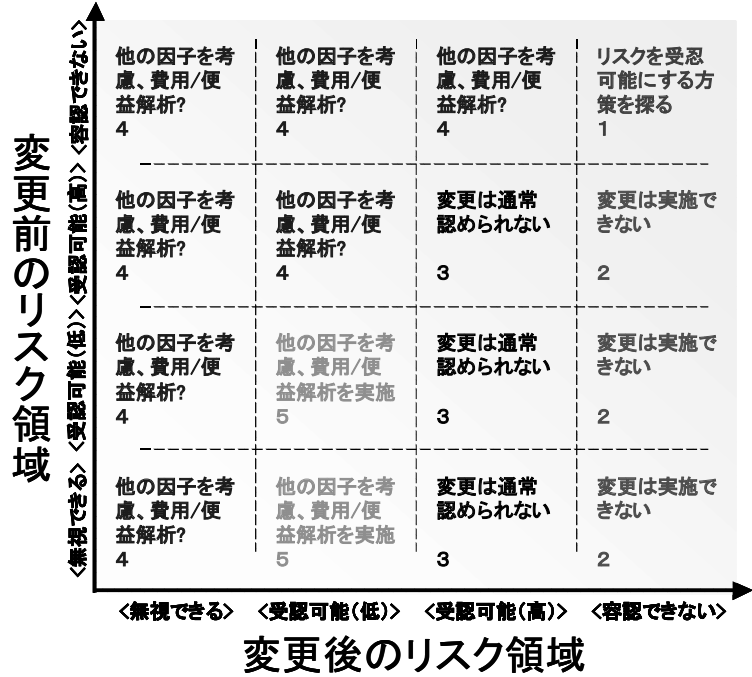 変更前のリスク領域
<無視できる> <受認可能(低)> <受認可能(高)> <容認できない>
他の因子を考
慮、費用/便
益解析?
4
他の因子を考
慮、費用/便
益解析?
4
他の因子を考
慮、費用/便
益解析?
4
リスクを受忍
可能にする方
策を探る
1
他の因子を考
慮、費用/便
益解析?
4
他の因子を考
慮、費用/便
益解析?
4
変更は通常
認められない
3
変更は実施で
きない
2
他の因子を考
慮、費用/便
益解析?
4
他の因子を考
慮、費用/便
益解析を実施
5
変更は通常
認められない
3
変更は実施で
きない
2
他の因子を考
慮、費用/便
益解析?
4
他の因子を考
慮、費用/便
益解析を実施
5
変更は通常
認められない
3
変更は実施で
きない
2
<無視できる> <受認可能(低)> <受認可能(高)> <容認できない>
変更後のリスク領域